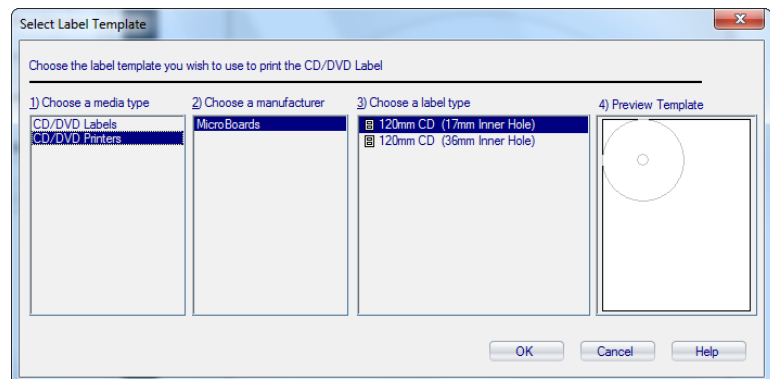 Select Label Template
Choose the label template you wish to use to print the CD/DVD Label
1) Choose a media type
CD/DVD Labels
CD/DVD Printers
2) Choose a manufacturer
MicroBoards
3) Choose a label type
120mm CD (17mm Inner Hole)
120mm CD (36mm Inner Hole)
4) Preview Template
OK Cancel Help